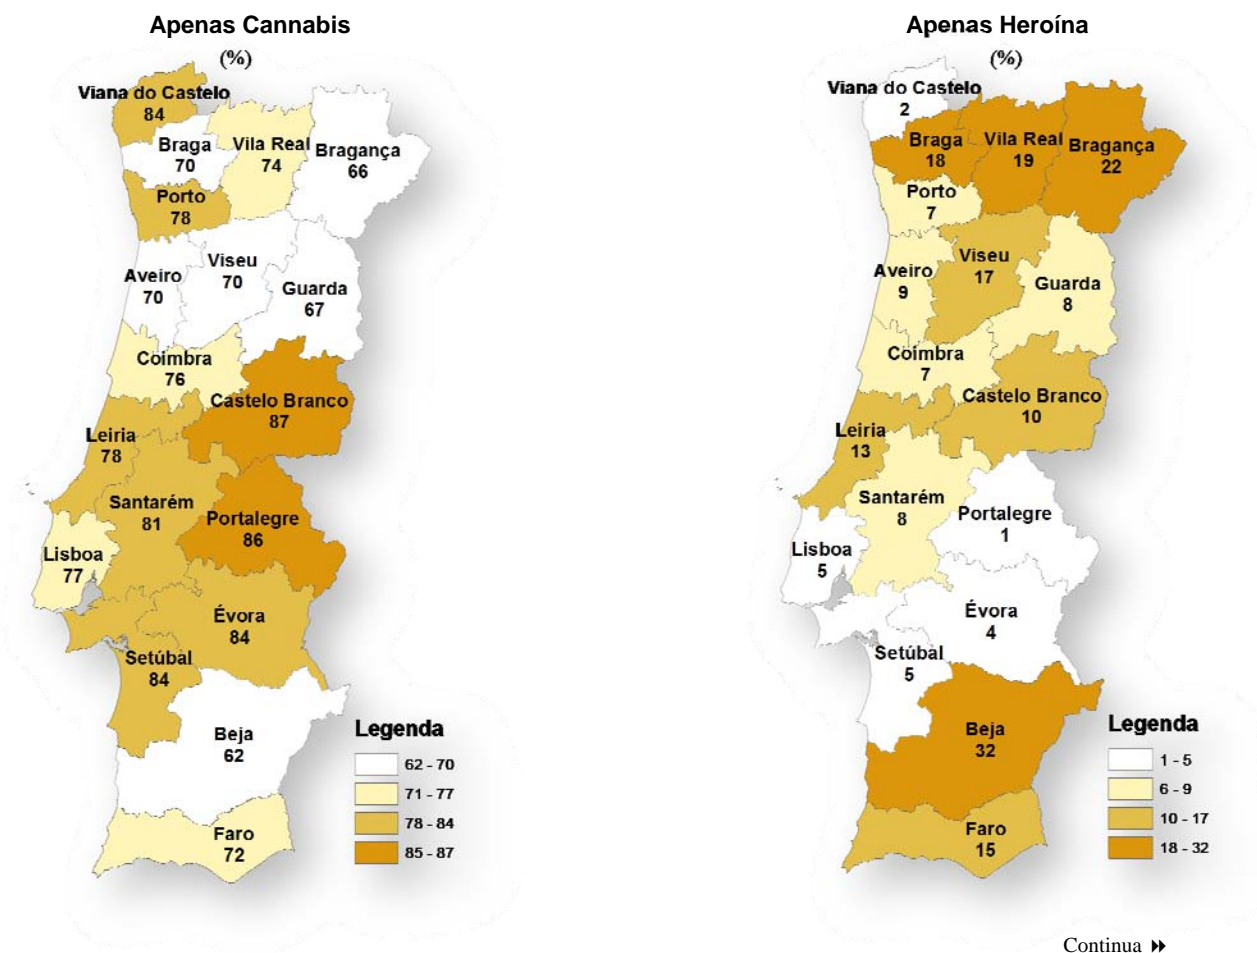 Apenas Cannabis
(%)
Viana do Castelo
84
Braga
70
Vila Real
74
Bragança
66
Porto
78
Aveiro
70
Viseu
70
Guarda
67
Coimbra
76
Castelo Branco
87
Leiria
78
Santarém
81
Portalegre
86
Lisboa
77
Évora
84
Setúbal
84
Beja
62
Faro
72
Legenda
62 - 70
71 - 77
78 - 84
85 - 87
Apenas Heroína
(%)
Viana do Castelo
2
Braga
18
Vila Real
19
Bragança
22
Porto
7
Aveiro
9
Viseu
17
Guarda
8
Coimbra
7
Castelo Branco
10
Leiria
13
Santarém
8
Portalegre
1
Lisboa
5
Évora
4
Setúbal
5
Beja
32
Faro
15
Legenda
1 - 5
6 - 9
10 - 17
18 - 32
Continua